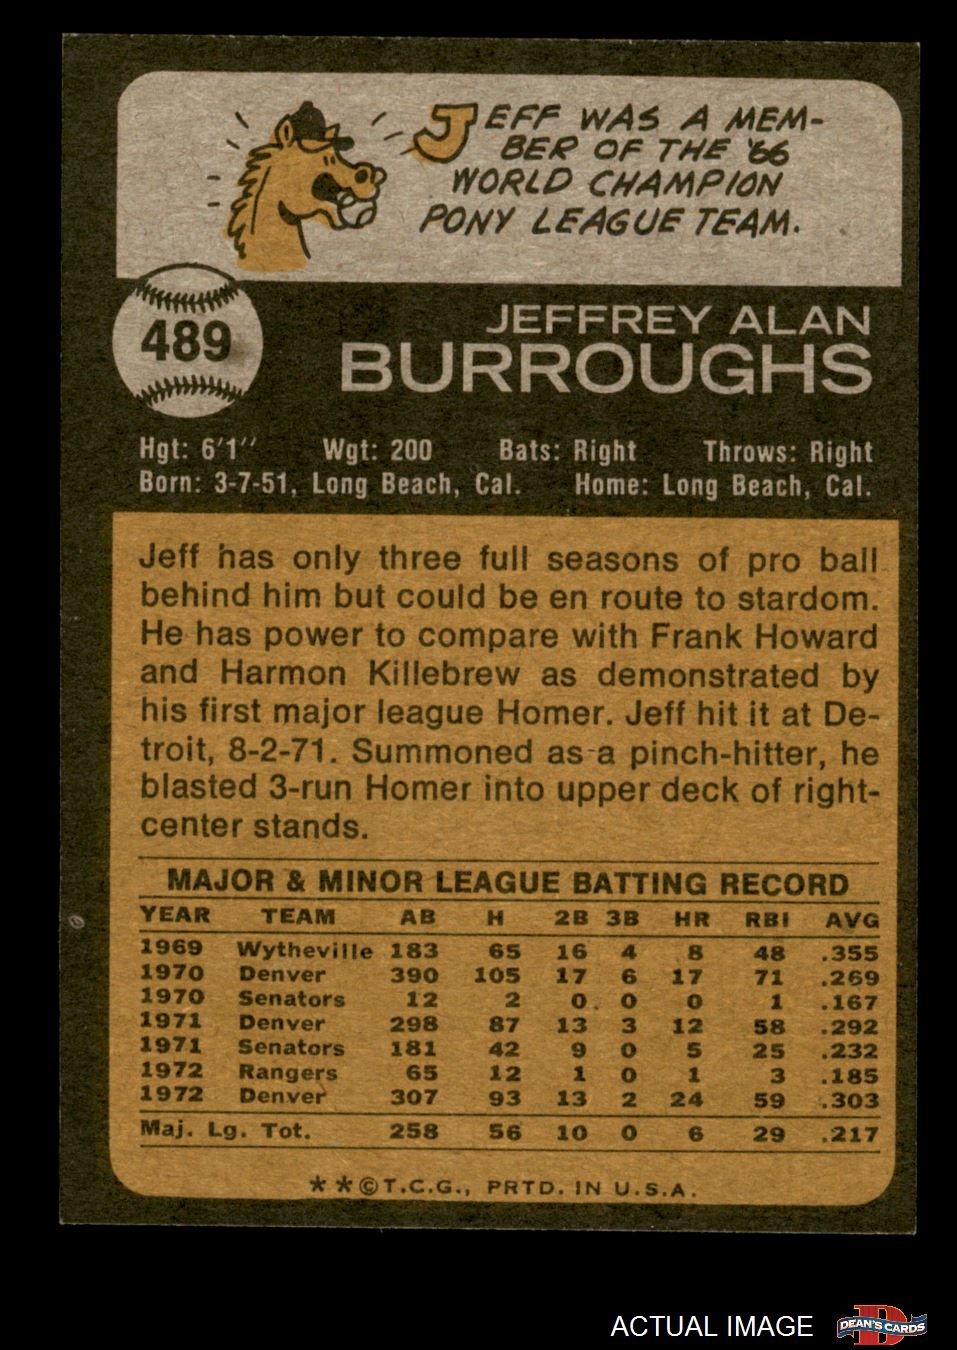 JEFF WAS A MEM-
BER OF THE '66
WORLD CHAMPION
PONY LEAGUE TEAM.
489
JEFFREY ALAN
BURROUGHS
Hgt: 6'1'' Wgt: 200 Bats: Right Throws: Right
Born: 3-7-51, Long Beach, Cal. Home: Long Beach, Cal.
Jeff has only three full seasons of pro ball
behind him but could be en route to stardom.
He has power to compare with Frank Howard
and Harmon Killebrew as demonstrated by
his first major league Homer. Jeff hit it at De-
troit, 8-2-71. Summoned as a pinch-hitter, he
blasted 3-run Homer into upper deck of right-
center stands.
MAJOR & MINOR LEAGUE BATTING RECORD
YEAR TEAM AB H 2B 3B HR RBI AVG
1969 Wytheville 183 65 16 4 8 48 .355
1970 Denver 390 105 17 6 17 71 .269
1970 Senators 12 2 0 0 0 1 .167
1971 Denver 298 87 13 3 12 58 .292
1971 Senators 181 42 9 0 5 25 .232
1972 Rangers 65 12 1 0 1 3 .185
1972 Denver 307 93 13 2 24 59 .303
Maj. Lg. Tot. 258 56 10 0 6 29 .217
**©T.C.G., PRTD. IN U.S.A.
ACTUAL IMAGE
D
DEAN'S CARDS